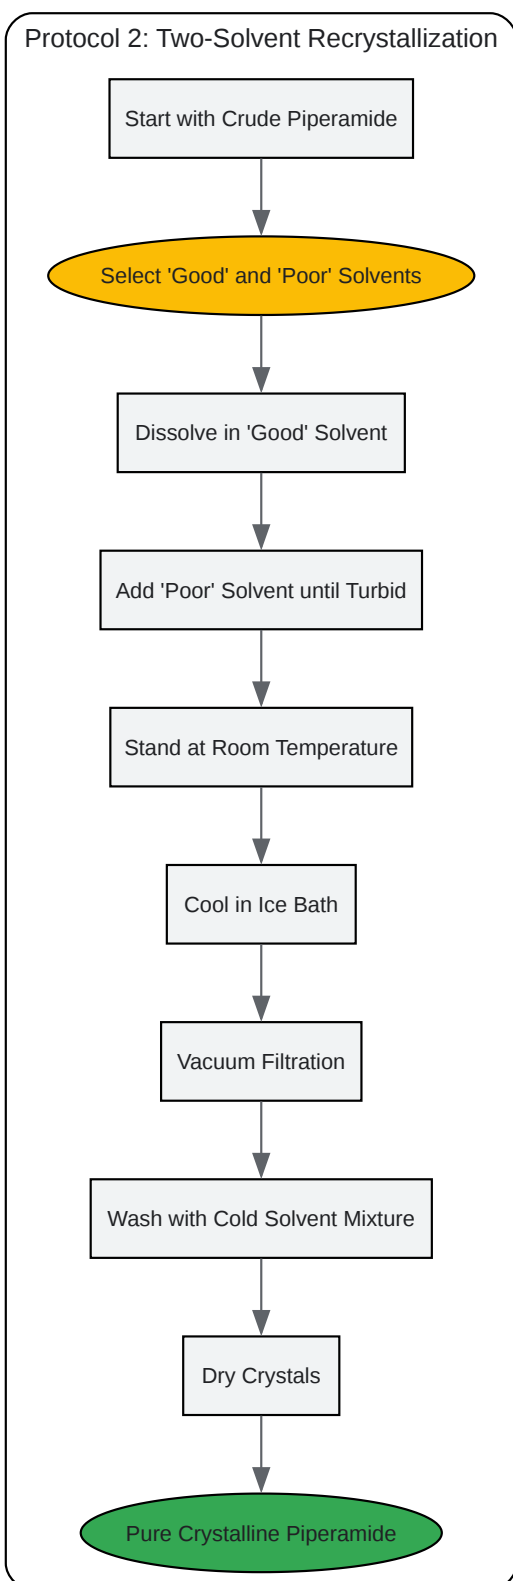 Protocol 2: Two-Solvent Recrystallization
Start with Crude Piperamide
Select 'Good' and 'Poor' Solvents
Dissolve in 'Good' Solvent
Add 'Poor' Solvent until Turbid
Stand at Room Temperature
Cool in Ice Bath
Vacuum Filtration
Wash with Cold Solvent Mixture
Dry Crystals
Pure Crystalline Piperamide